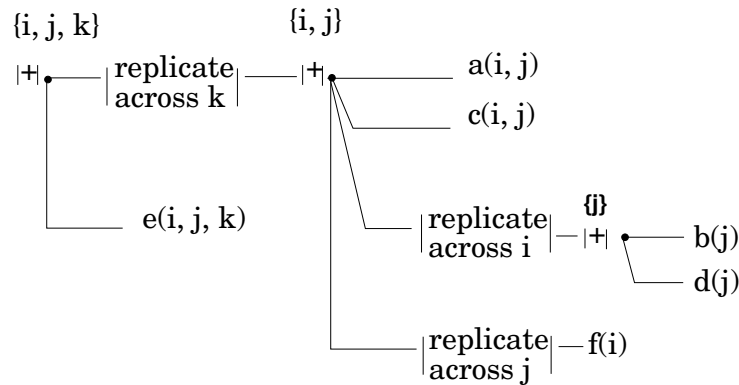 {i, j, k}
{i, j}
|+|
replicate
across k
|+|
a(i, j)
c(i, j)
e(i, j, k)
replicate
across i
{j}
|+|
b(j)
d(j)
replicate
across j
f(i)